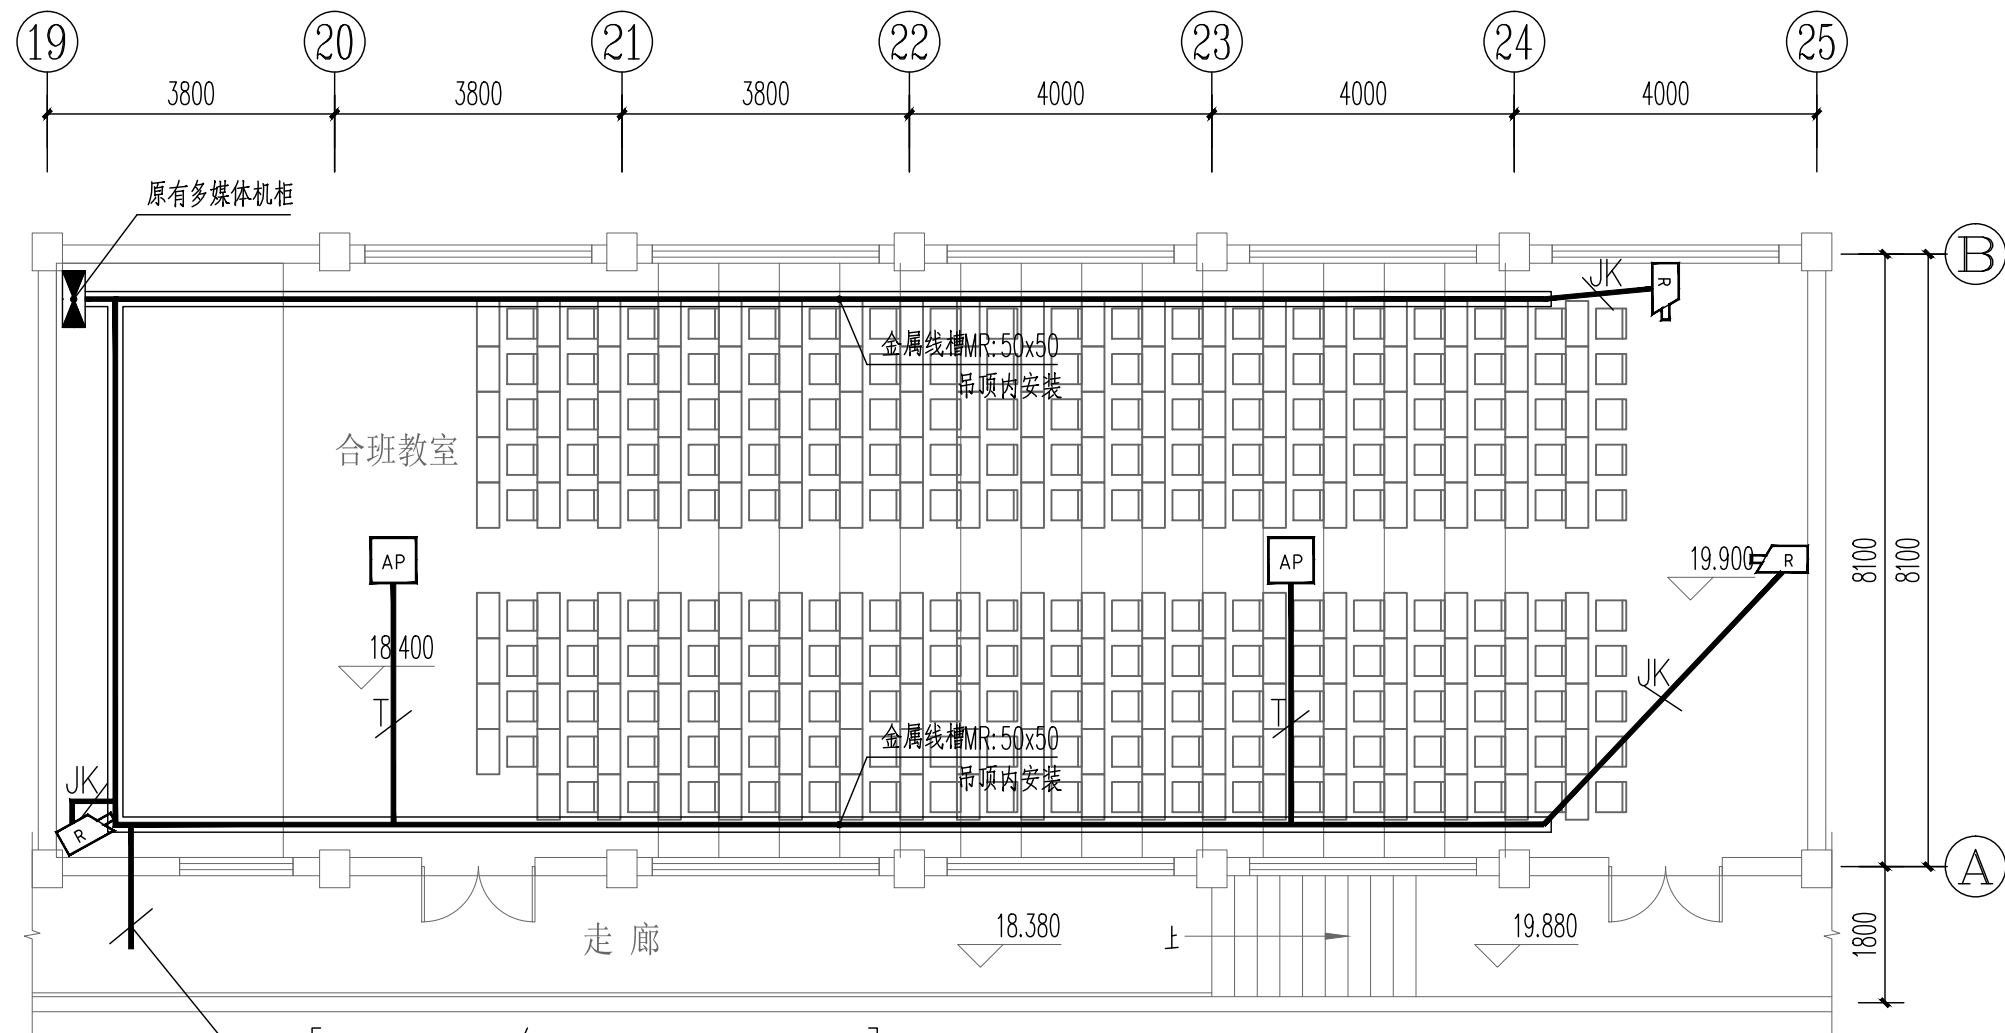 19 20 21 22 23 24 25
3800 3800 3800 4000 4000 4000
原有多媒体机柜
B
JK
R
金属线槽MR:50x50
吊顶内安装
合班教室
AP
AP
19.900
R
8100
8100
18.400
JK
T
T
金属线槽MR:50x50
吊顶内安装
JK
R
A
走 廊
18.380
上
19.880
1800